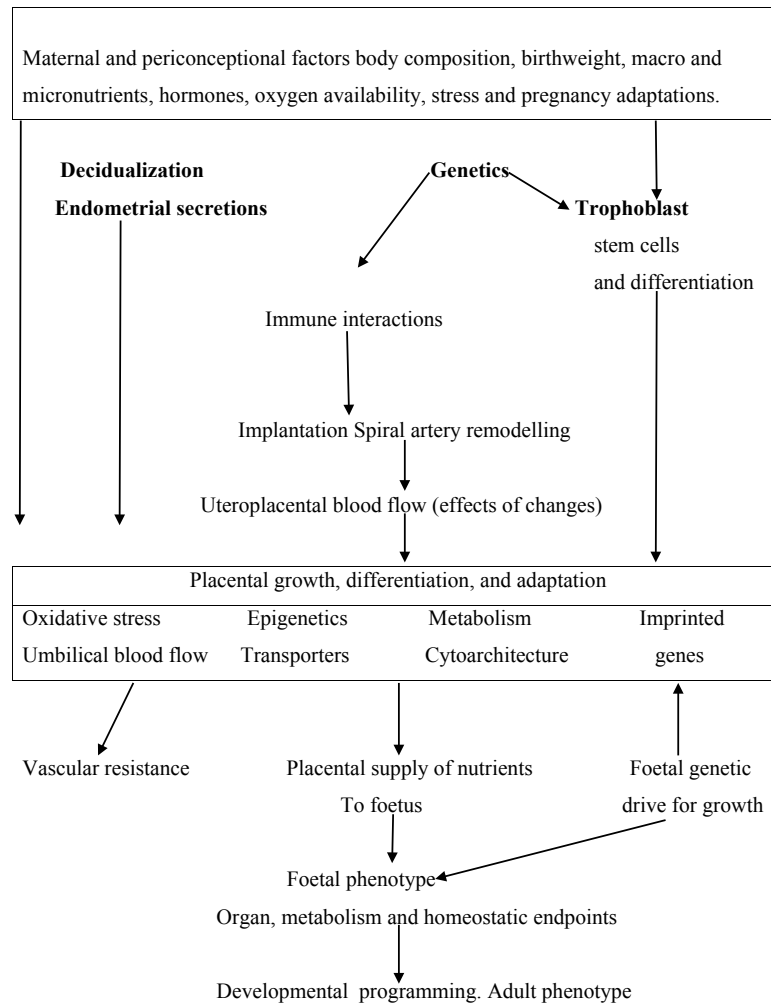 Maternal and periconceptional factors body composition, birthweight, macro and
micronutrients, hormones, oxygen availability, stress and pregnancy adaptations.
Decidualization
Genetics
Endometrial secretions
Trophoblast
stem cells
and differentiation
Immune interactions
Implantation Spiral artery remodelling
Uteroplacental blood flow (effects of changes)
Placental growth, differentiation, and adaptation
Oxidative stress Epigenetics Metabolism Imprinted
Umbilical blood flow Transporters Cytoarchitecture genes
Vascular resistance
Placental supply of nutrients
To foetus
Foetal genetic
drive for growth
Foetal phenotype
Organ, metabolism and homeostatic endpoints
Developmental programming. Adult phenotype